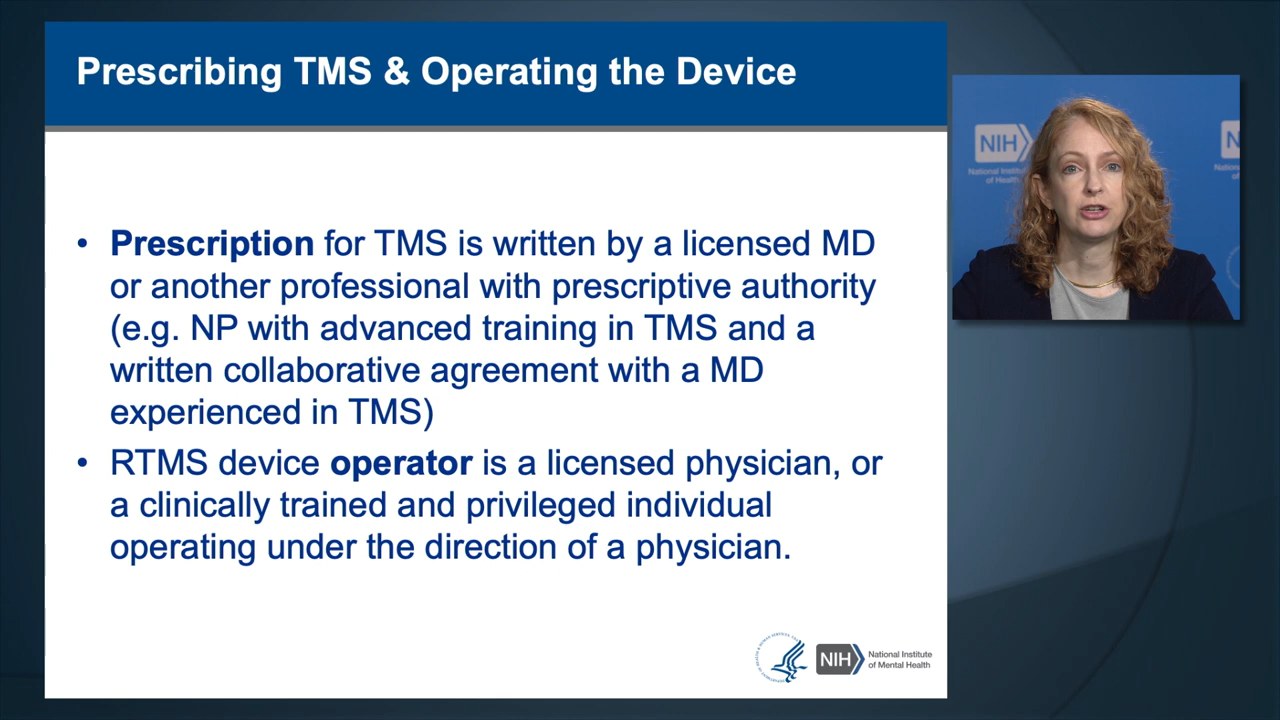 Prescribing TMS & Operating the Device
• Prescription for TMS is written by a licensed MD
or another professional with prescriptive authority
(e.g. NP with advanced training in TMS and a
written collaborative agreement with a MD
experienced in TMS)
• RTMS device operator is a licensed physician, or
a clinically trained and privileged individual
operating under the direction of a physician.
NIH
National Institute
of Mental Health
NIH
National Institu
of Health
N